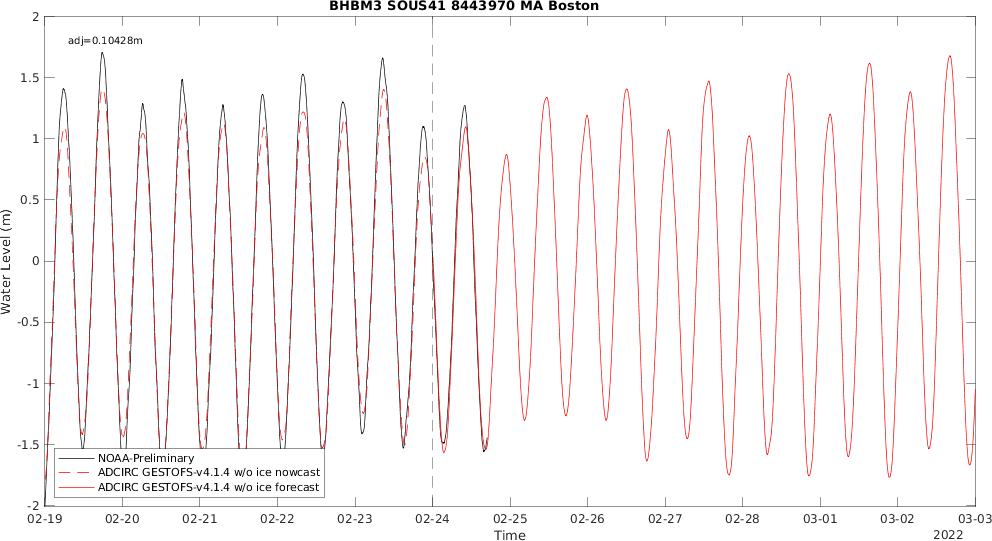 BHBM3 SOUS41 8443970 MA Boston
adj=0.10428m
2
1.5
1
0.5
0
-0.5
-1
-1.5
-2
Water Level (m)
NOAA-Preliminary
ADCIRC GESTOFS-v4.1.4 w/o ice nowcast
ADCIRC GESTOFS-v4.1.4 w/o ice forecast
02-19 02-20 02-21 02-22 02-23 02-24 02-25 02-26 02-27 02-28 03-01 03-02 03-03
Time
2022